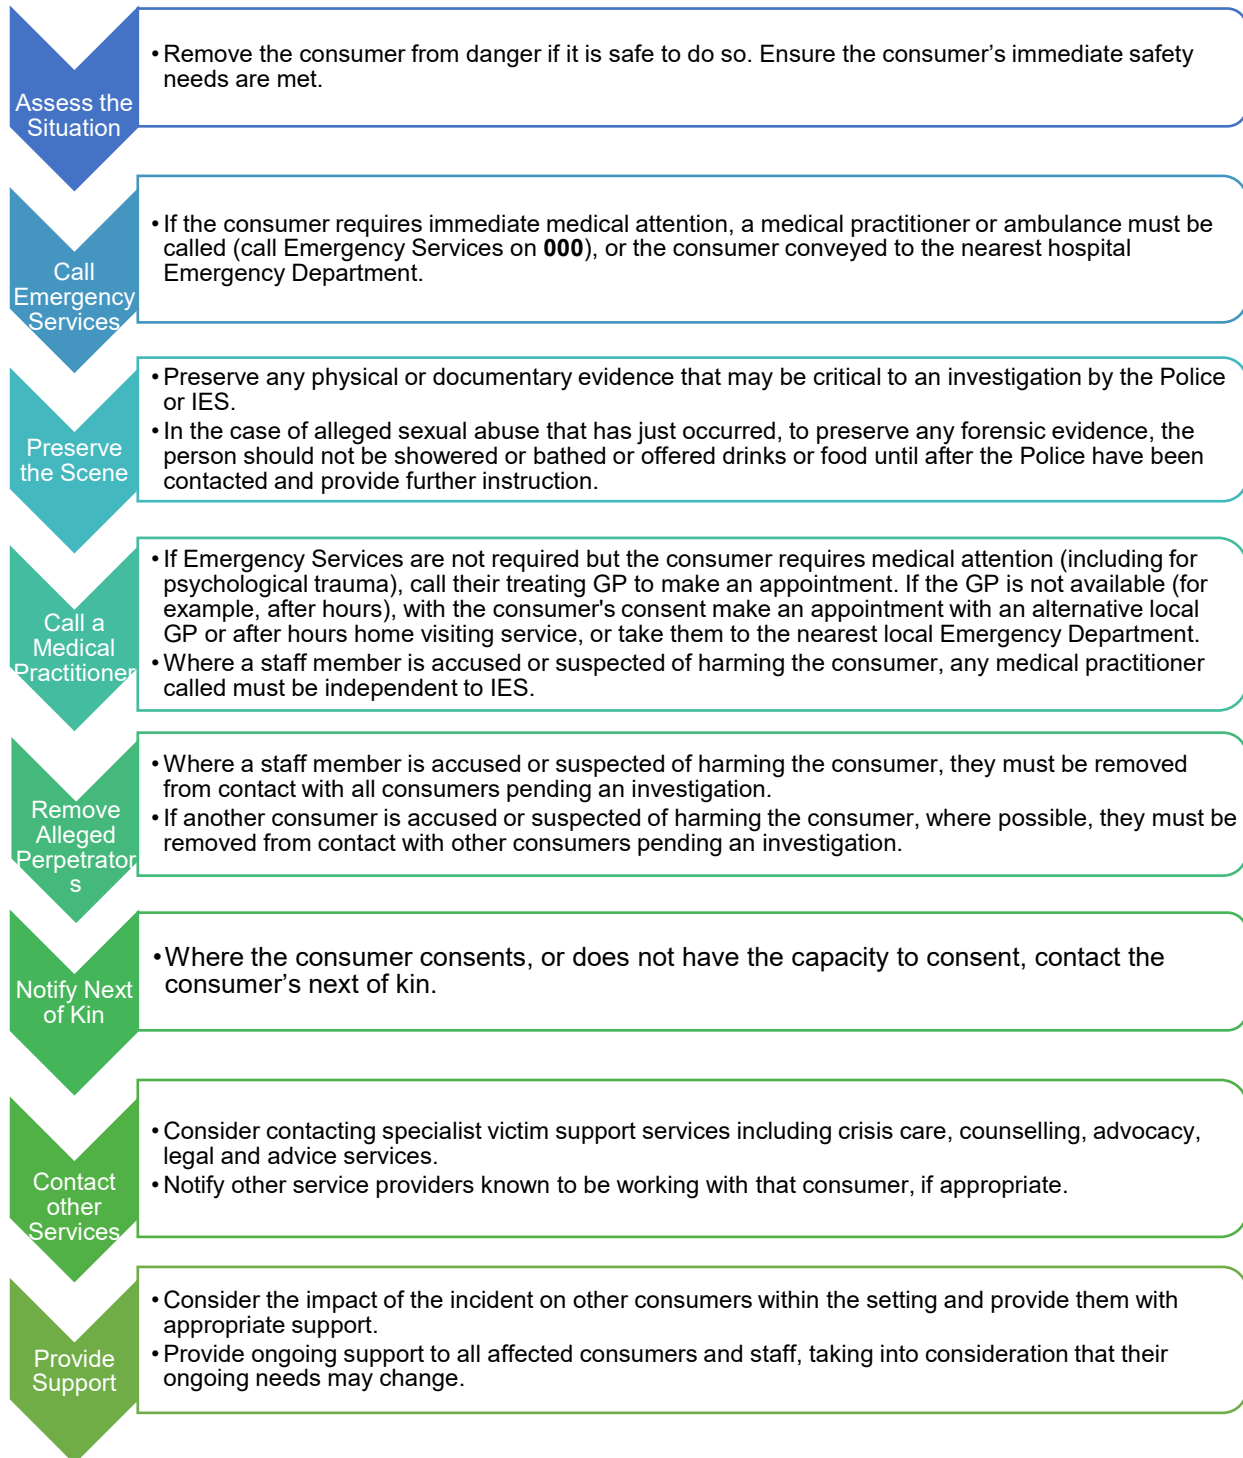 Assess the
Situation
• Remove the consumer from danger if it is safe to do so. Ensure the consumer’s immediate safety
needs are met.
Call
Emergency
Services
• If the consumer requires immediate medical attention, a medical practitioner or ambulance must be
called (call Emergency Services on 000), or the consumer conveyed to the nearest hospital
Emergency Department.
Preserve
the Scene
• Preserve any physical or documentary evidence that may be critical to an investigation by the Police
or IES.
• In the case of alleged sexual abuse that has just occurred, to preserve any forensic evidence, the
person should not be showered or bathed or offered drinks or food until after the Police have been
contacted and provide further instruction.
Call a
Medical
Practitioner
• If Emergency Services are not required but the consumer requires medical attention (including for
psychological trauma), call their treating GP to make an appointment. If the GP is not available (for
example, after hours), with the consumer's consent make an appointment with an alternative local
GP or after hours home visiting service, or take them to the nearest local Emergency Department.
• Where a staff member is accused or suspected of harming the consumer, any medical practitioner
called must be independent to IES.
Remove
Alleged
Perpetrator
s
• Where a staff member is accused or suspected of harming the consumer, they must be removed
from contact with all consumers pending an investigation.
• If another consumer is accused or suspected of harming the consumer, where possible, they must be
removed from contact with other consumers pending an investigation.
Notify Next
of Kin
• Where the consumer consents, or does not have the capacity to consent, contact the
consumer’s next of kin.
Contact
other
Services
• Consider contacting specialist victim support services including crisis care, counselling, advocacy,
legal and advice services.
• Notify other service providers known to be working with that consumer, if appropriate.
Provide
Support
• Consider the impact of the incident on other consumers within the setting and provide them with
appropriate support.
• Provide ongoing support to all affected consumers and staff, taking into consideration that their
ongoing needs may change.